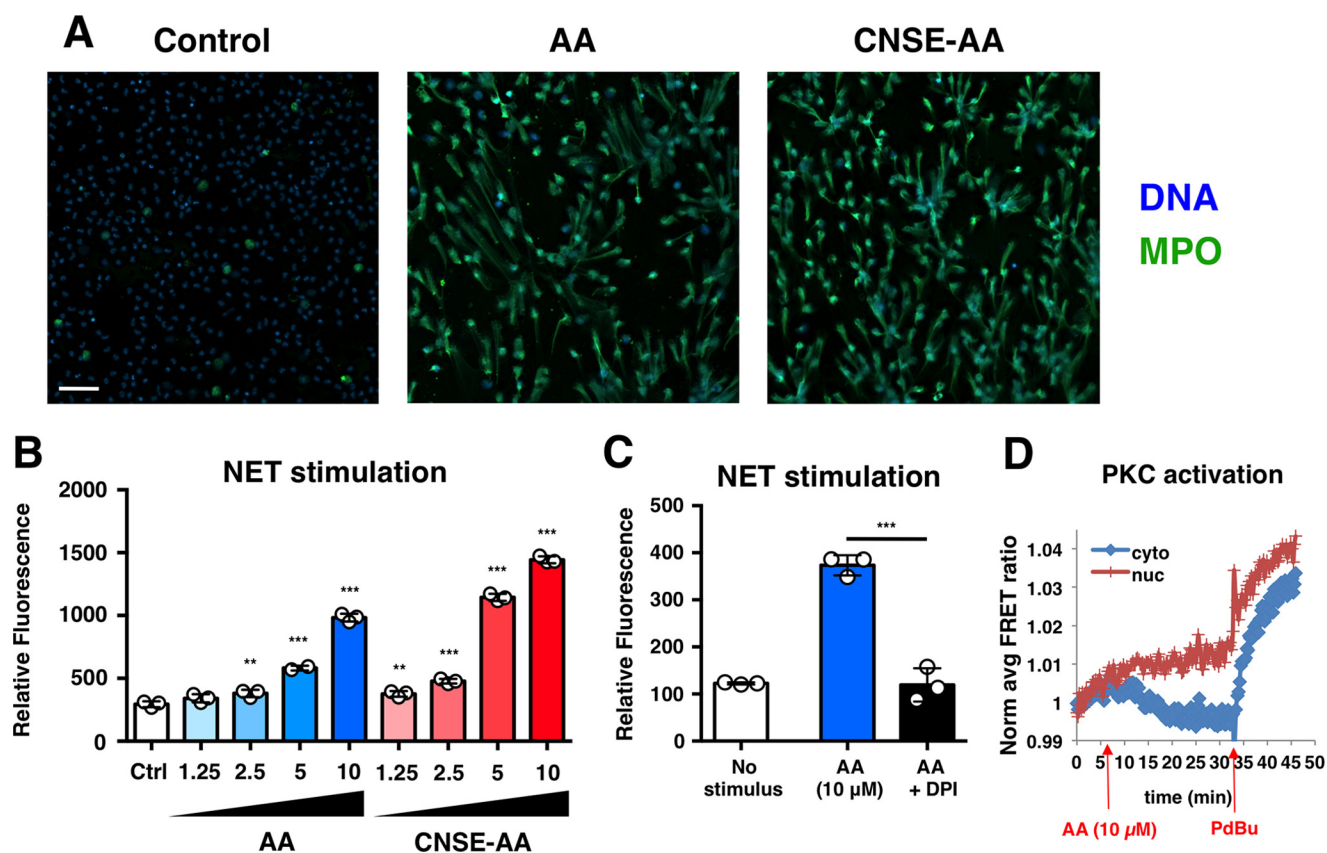 A
Control
AA
CNSE-AA
DNA
MPO
B
NET stimulation
Relative Fluorescence
2000
1500
1000
500
0
**
***
***
**
***
***
***
Ctrl
1.25
2.5
5
10
1.25
2.5
5
10
AA
CNSE-AA
C
NET stimulation
Relative Fluorescence
500
400
300
200
100
0
***
No
stimulus
AA
(10 µM)
AA
+ DPI
D
PKC activation
Norm avg FRET ratio
1.04
1.03
1.02
1.01
1
0.99
cyto
nuc
0 5 10 15 20 25 30 35 40 45 50
time (min)
AA (10 µM)
PdBu